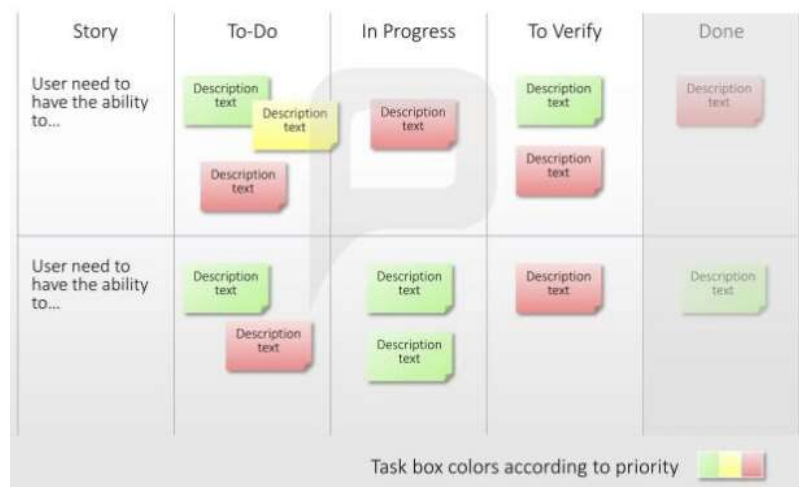 Story
To-Do
In Progress
To Verify
Done
User need to
have the ability
to...
Description
text
Description
text
Description
text
Description
text
Description
text
Description
text
Description
text
User need to
have the ability
to...
Description
text
Description
text
Description
text
Description
text
Description
text
Description
text
Task box colors according to priority